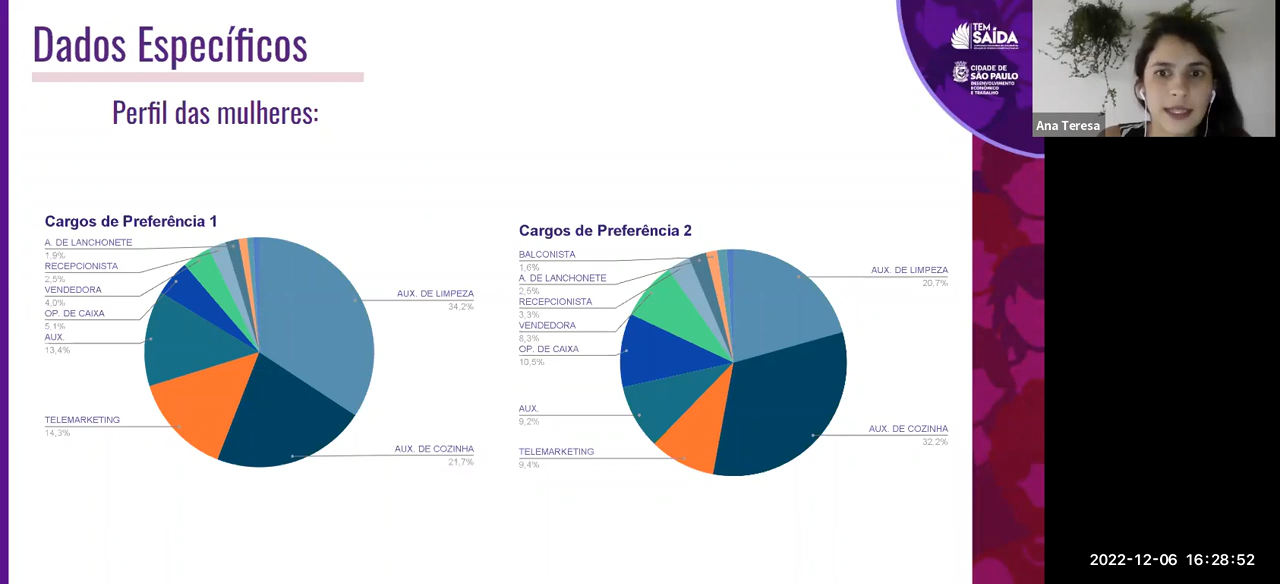 Dados Específicos
Perfil das mulheres:
TEM
SAÍDA
CIDADE DE
SÃO PAULO
DESENVOLVIMENTO
ECONÔMICO
E TRABALHO
Ana Teresa
Cargos de Preferência 1
A. DE LANCHONETE
1,9%
RECEPCIONISTA
2,5%
VENDEDORA
4,0%
OP. DE CAIXA
5,1%
AUX.
13,4%
TELEMARKETING
14,3%
AUX. DE LIMPEZA
34,2%
AUX. DE COZINHA
21,7%
Cargos de Preferência 2
BALCONISTA
1,6%
A. DE LANCHONETE
2,6%
RECEPCIONISTA
3,3%
VENDEDORA
8,3%
OP. DE CAIXA
10,5%
AUX.
9,2%
TELEMARKETING
9,4%
AUX. DE LIMPEZA
20,7%
AUX. DE COZINHA
32,2%
2022-12-06 16:28:52